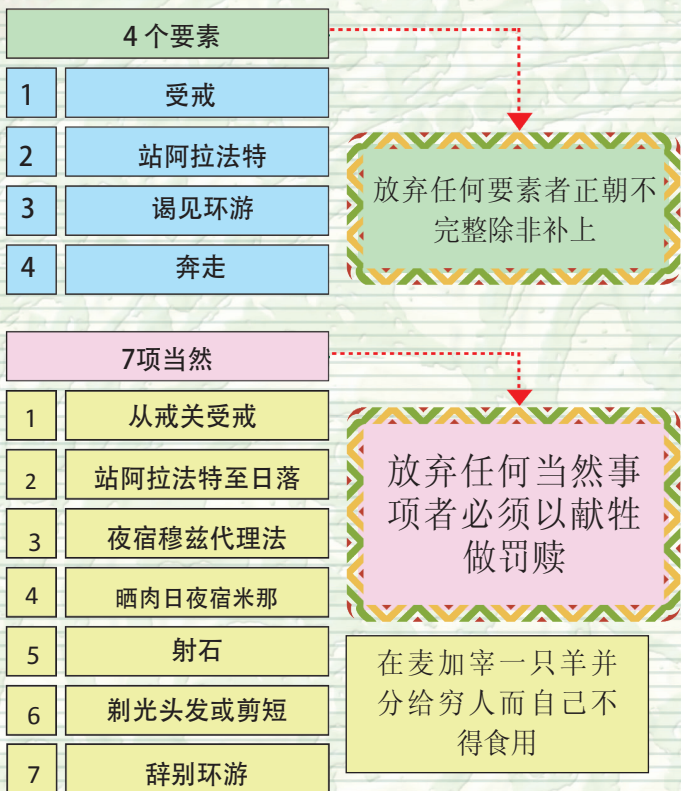 4 个要素
1 受戒
2 站阿拉法特
3 谒见环游
4 奔走
放弃任何要素者正朝不
完整除非补上
7项当然
1 从戒关受戒
2 站阿拉法特至日落
3 夜宿穆兹代理法
4 晒肉日夜宿米那
5 射石
6 剃光头发或剪短
7 辞别环游
放弃任何当然事
项者必须以献牲
做罚赎
在麦加宰一只羊并
分给穷人而自己不
得食用